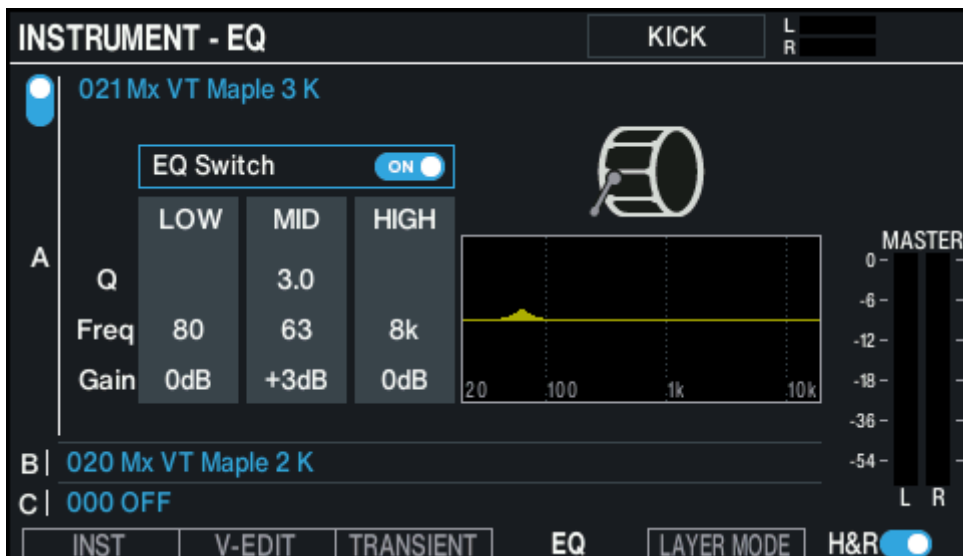 INSTRUMENT - EQ KICK L
R
021 Mx VT Maple 3 K
EQ Switch ON
LOW MID HIGH
MASTER
A
Q 3.0
Freq 80 63 8k
Gain 0dB +3dB 0dB
20 100 1k 10k
0
-6
-12
-18
-36
-54
L R
B 020 Mx VT Maple 2 K
C 000 OFF
INST V-EDIT TRANSIENT EQ LAYER MODE H&R